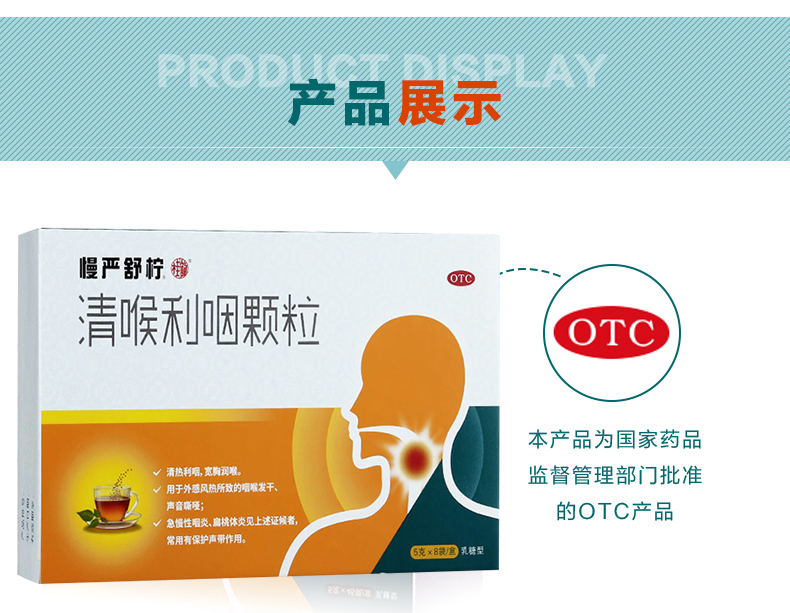 PRODUCT DISPLAY
产品展示
慢严舒柠
OTC
清喉利咽颗粒
OTC
本产品为国家药品
监督管理部门批准
的OTC产品
清热利咽,宽胸润喉。
用于外感风热所致的咽喉发干、
声音嘶哑;
急慢性咽炎、扁桃体炎见上述证候者,
常用有保护声带作用。
5克×8袋/盒 乳糖型